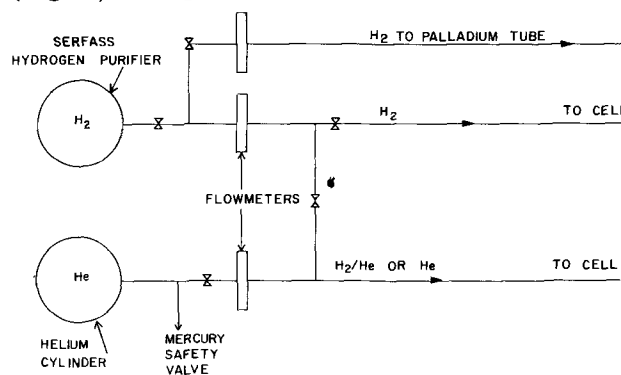 SERFASS
HYDROGEN PURIFIER
H2 TO PALLADIUM TUBE
H2
H2
TO CELL
FLOWMETERS
He
H2/He OR He
TO CELL
HELIUM
CYLINDER
MERCURY
SAFETY
VALVE